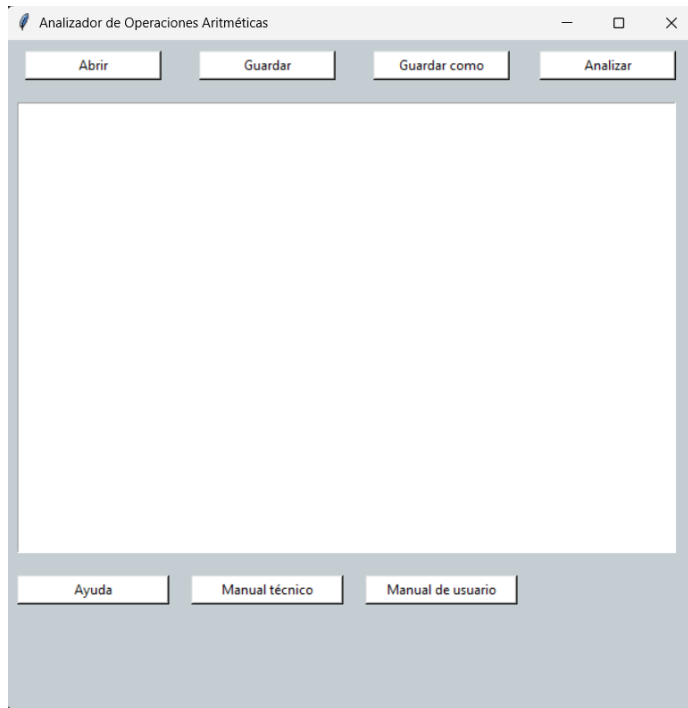 Analizador de Operaciones Aritméticas
Abrir Guardar Guardar como Analizar
Ayuda Manual técnico Manual de usuario